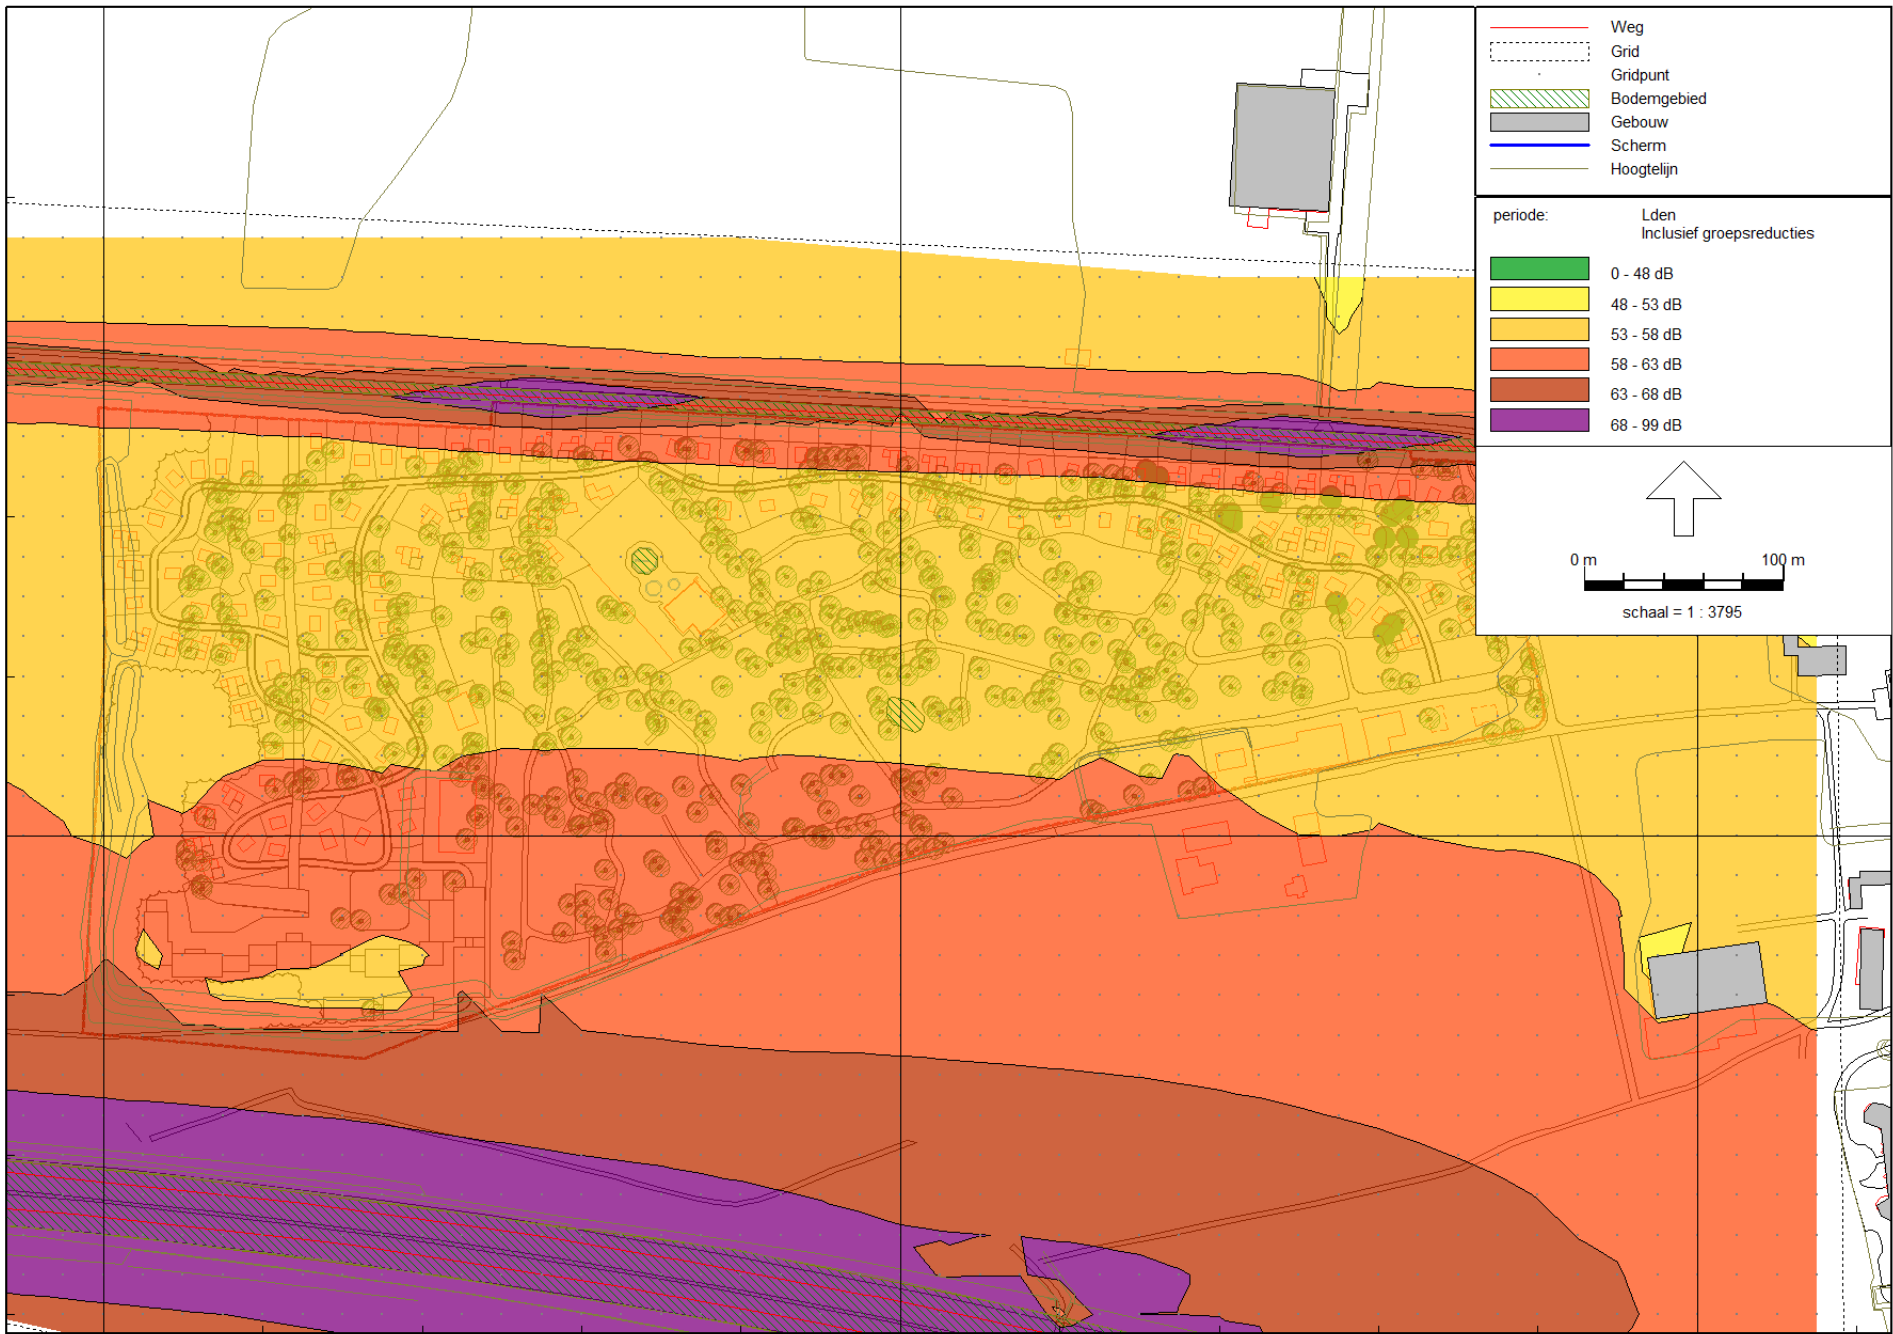 Weg
Grid
Gridpunt
Bodemgebied
Gebouw
Scherm
Hoogtelijn
periode: Lden
Inclusief groepsreducties
0 - 48 dB
48 - 53 dB
53 - 58 dB
58 - 63 dB
63 - 68 dB
68 - 99 dB
0 m 100 m
schaal = 1 : 3795